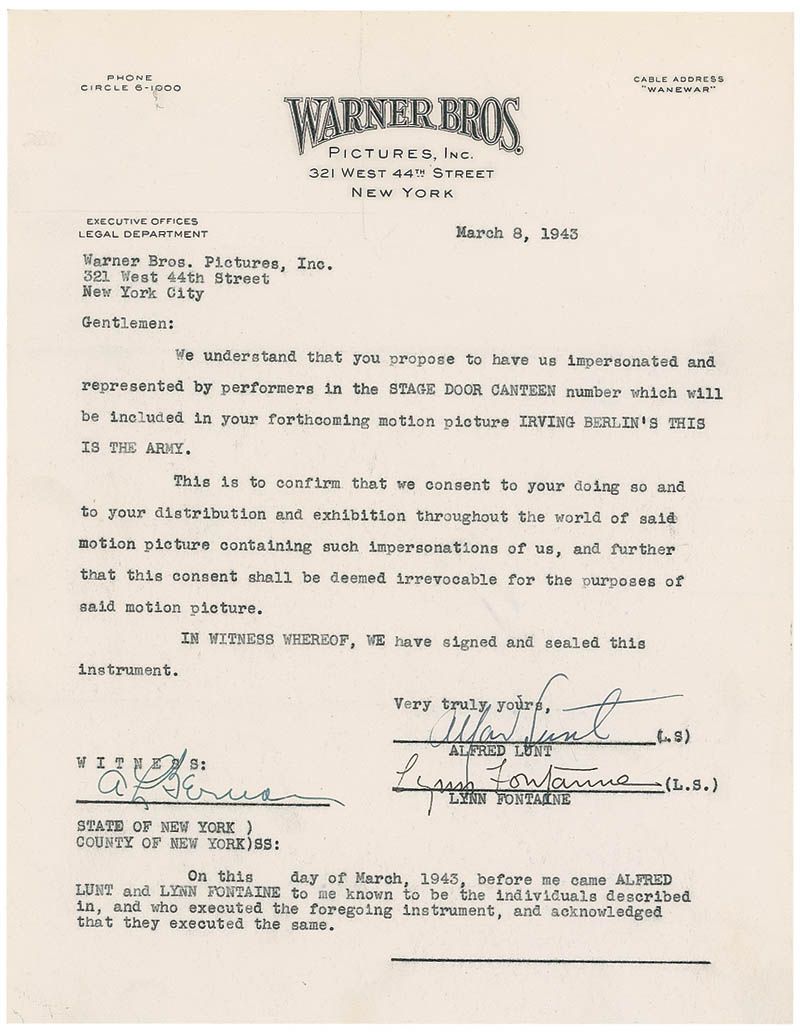 PHONE
CIRCLE 6-1000
CABLE ADDRESS
"WANEWAR"
WARNER BROS.
PICTURES, INC.
321 WEST 44TH STREET
NEW YORK
EXECUTIVE OFFICES
LEGAL DEPARTMENT
March 8, 1943
Warner Bros. Pictures, Inc.
321 West 44th Street
New York City
Gentlemen:
We understand that you propose to have us impersonated and
represented by performers in the STAGE DOOR CANTEEN number which will
be included in your forthcoming motion picture IRVING BERLIN'S THIS
IS THE ARMY.
This is to confirm that we consent to your doing so and
to your distribution and exhibition throughout the world of said
motion picture containing such impersonations of us, and further
that this consent shall be deemed irrevocable for the purposes of
said motion picture.
IN WITNESS WHEREOF, WE have signed and sealed this
instrument.
Very truly yours,
Alfred Lunt (L.S)
ALFRED LUNT
WITNESS:
Lynn Fontanne (L.S.)
LYNN FONTAINE
A L
STATE OF NEW YORK )
COUNTY OF NEW YORK)SS:
On this day of March, 1943, before me came ALFRED
LUNT and LYNN FONTAINE to me known to be the individuals described
in, and who executed the foregoing instrument, and acknowledged
that they executed the same.